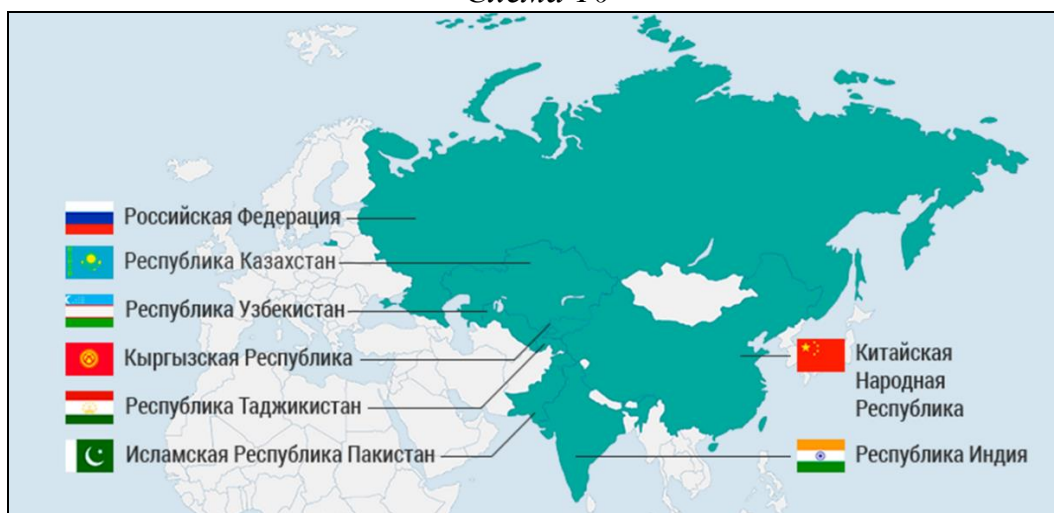 Схема 16
Российская Федерация
Республика Казахстан
Республика Узбекистан
Кыргызская Республика
Республика Таджикистан
Исламская Республика Пакистан
Китайская
Народная
Республика
Республика Индия